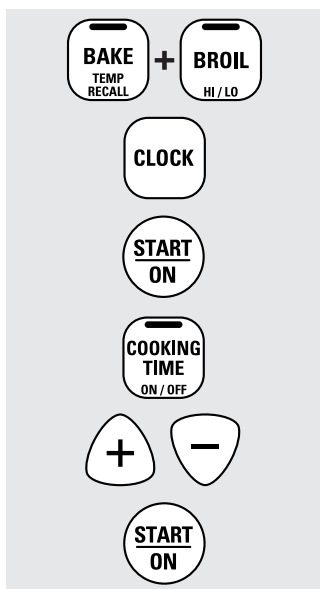 BAKE + BROIL
TEMP
RECALL HI / LO
CLOCK
START
ON
COOKING
TIME
ON / OFF
+ −
START
ON